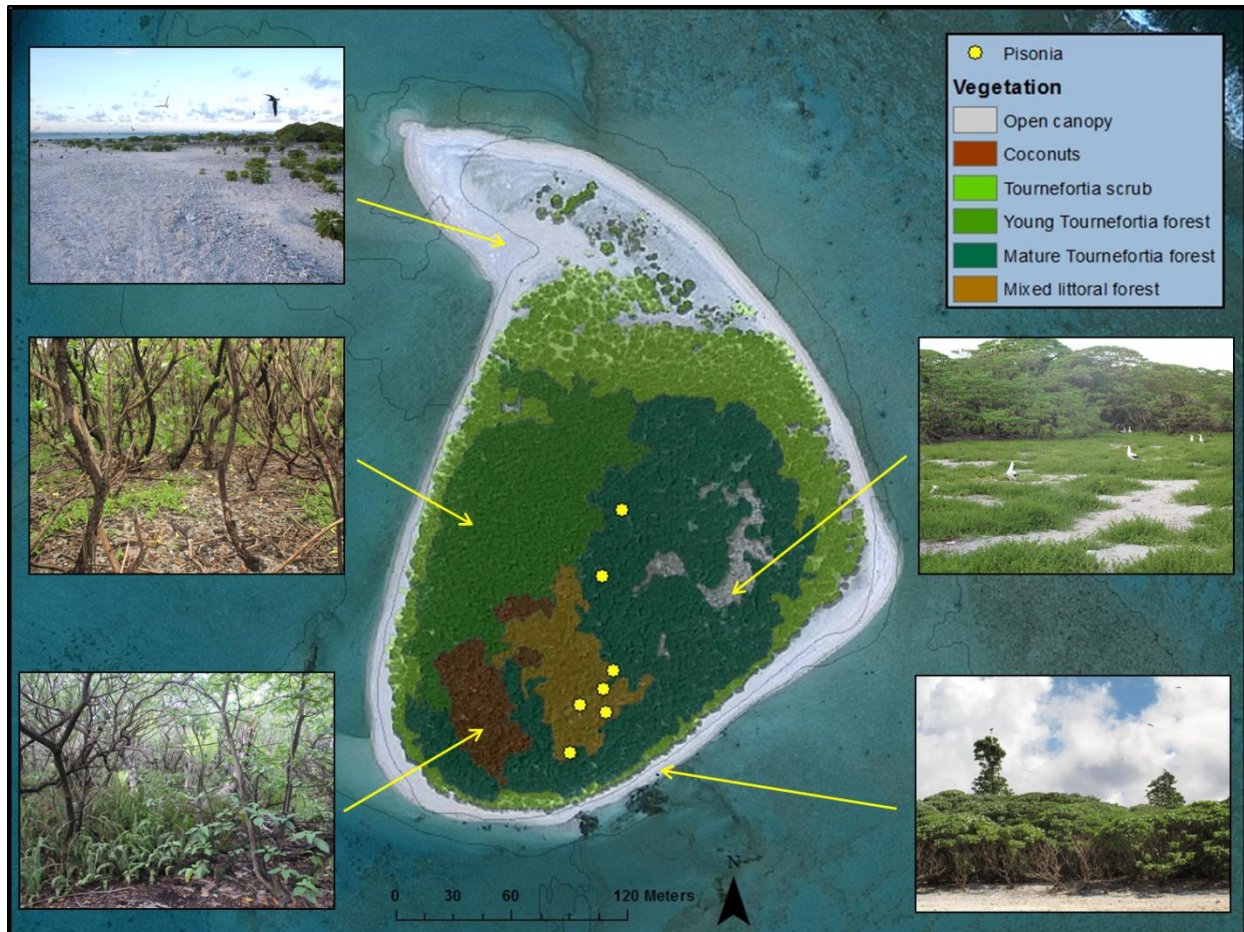 Pisonia
Vegetation
Open canopy
Coconuts
Tournefortia scrub
Young Tournefortia forest
Mature Tournefortia forest
Mixed littoral forest
N
0 30 60 120 Meters